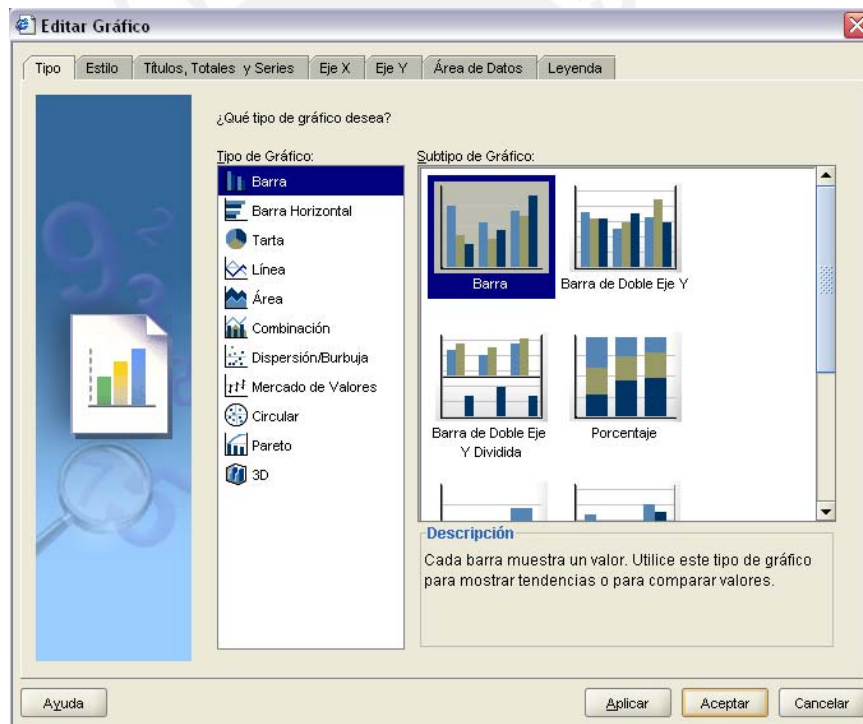 Editar Gráfico
Tipo Estilo Títulos, Totales y Series Eje X Eje Y Área de Datos Leyenda
¿Qué tipo de gráfico desea?
Tipo de Gráfico:
Barra
Barra Horizontal
Tarta
Línea
Área
Combinación
Dispersión/Burbuja
Mercado de Valores
Circular
Pareto
3D
Subtipo de Gráfico:
Barra
Barra de Doble Eje Y
Barra de Doble Eje
Y Dividida
Porcentaje
Descripción
Cada barra muestra un valor. Utilice este tipo de gráfico
para mostrar tendencias o para comparar valores.
Ayuda Aplicar Aceptar Cancelar